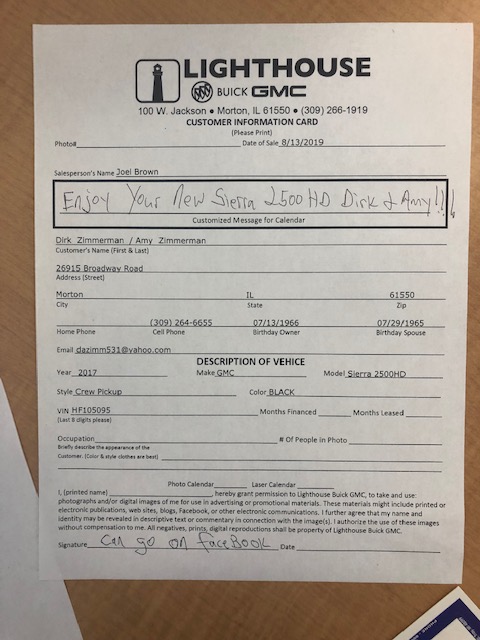 LIGHTHOUSE
BUICK GMC
100 W. Jackson • Morton, IL 61550 • (309) 266-1919
CUSTOMER INFORMATION CARD
(Please Print)
Photo# Date of Sale 8/13/2019
Salesperson's Name Joel Brown
Enjoy Your New Sierra 2500HD Dirk & Amy!!!
Customized Message for Calendar
Dirk Zimmerman / Amy Zimmerman
Customer's Name (First & Last)
26915 Broadway Road
Address (Street)
Morton IL 61550
City State Zip
(309) 264-6655 07/13/1966 07/29/1965
Home Phone Cell Phone Birthday Owner Birthday Spouse
Email dazimm531@yahoo.com
DESCRIPTION OF VEHICE
Year 2017 Make GMC Model Sierra 2500HD
Style Crew Pickup Color BLACK
VIN HF105095 Months Financed Months Leased
(Last 8 digits please)
Occupation # Of People in Photo
Briefly describe the appearance of the
Customer. (Color & style clothes are best)
Photo Calendar Laser Calendar
I, (printed name) , hereby grant permission to Lighthouse Buick GMC, to take and use:
photographs and/or digital images of me for use in advertising or promotional materials. These materials might include printed or
electronic publications, web sites, blogs, Facebook, or other electronic communications. I further agree that my name and
identity may be revealed in descriptive text or commentary in connection with the image(s). I authorize the use of these images
without compensation to me. All negatives, prints, digital reproductions shall be property of Lighthouse Buick GMC.
Signature Can go on faceBook Date